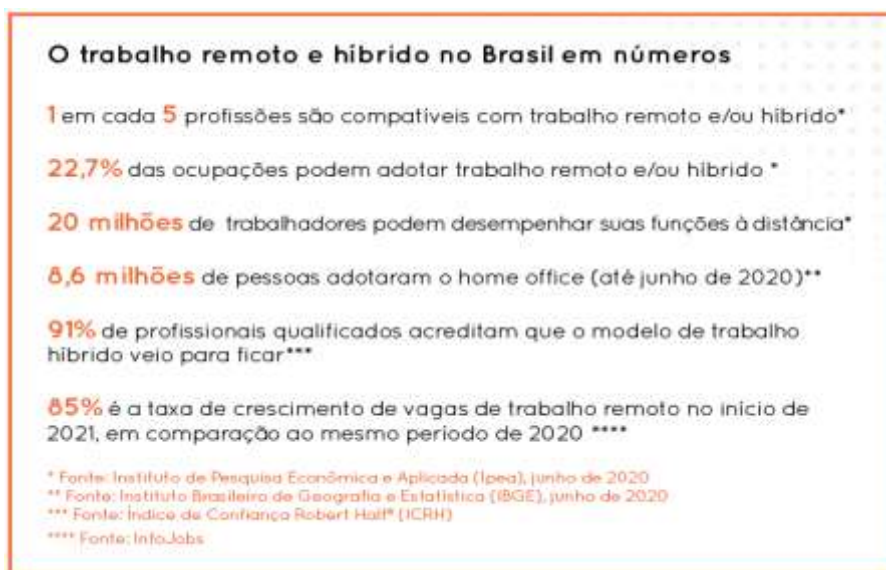 O trabalho remoto e híbrido no Brasil em números
1 em cada 5 profissões são compatíveis com trabalho remoto e/ou híbrido*
22,7% das ocupações podem adotar trabalho remoto e/ou híbrido *
20 milhões de trabalhadores podem desempenhar suas funções à distância*
8,6 milhões de pessoas adotaram o home office (até junho de 2020)**
91% de profissionais qualificados acreditam que o modelo de trabalho
híbrido veio para ficar***
85% é a taxa de crescimento de vagas de trabalho remoto no início de
2021, em comparação ao mesmo período de 2020 ****
* Fonte: Instituto de Pesquisa Econômica e Aplicada (Ipea), junho de 2020
** Fonte: Instituto Brasileiro de Geografia e Estatística (IBGE), junho de 2020
*** Fonte: Índice de Confiança Robert Half® (ICRH)
**** Fonte: InfoJobs